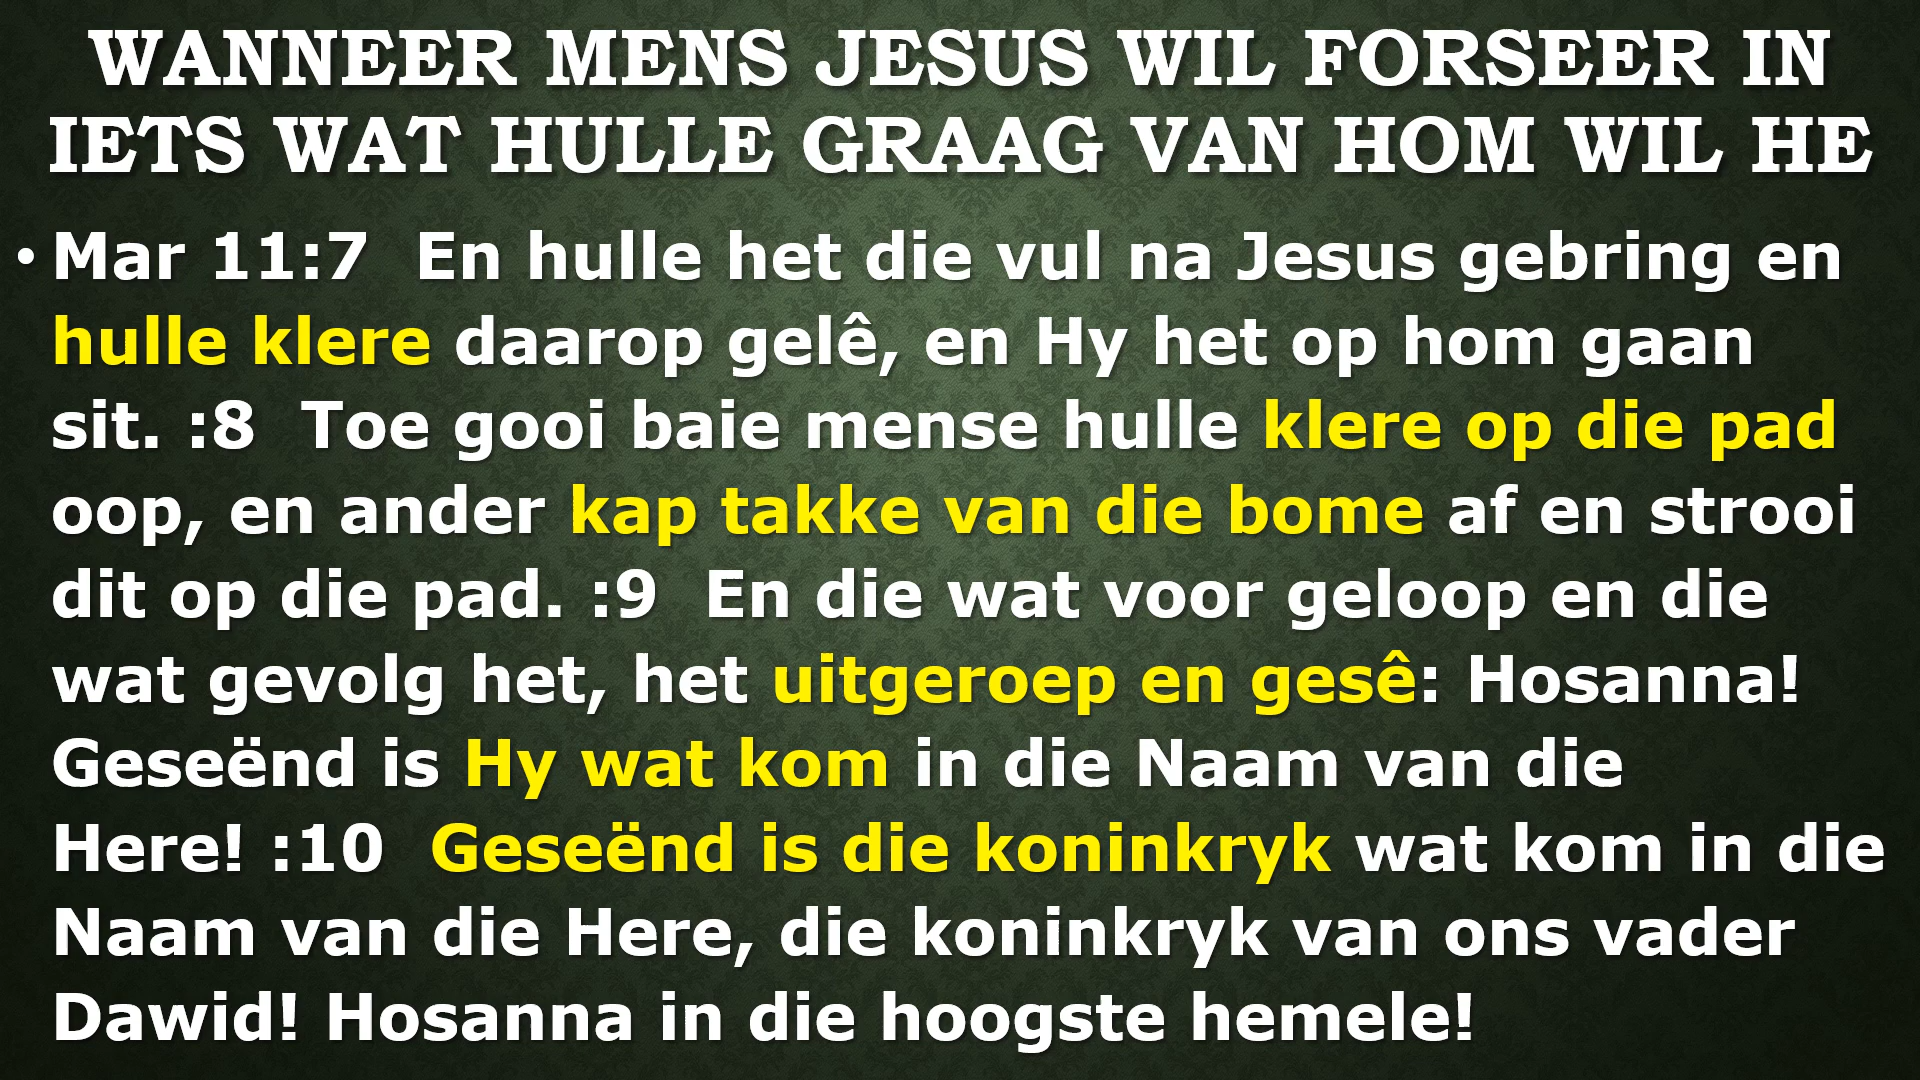 WANNEER MENS JESUS WIL FORSEER IN
IETS WAT HULLE GRAAG VAN HOM WIL HE
• Mar 11:7 En hulle het die vul na Jesus gebring en
hulle klere daarop gelê, en Hy het op hom gaan
sit. :8 Toe gooi baie mense hulle klere op die pad
oop, en ander kap takke van die bome af en strooi
dit op die pad. :9 En die wat voor geloop en die
wat gevolg het, het uitgeroep en gesê: Hosanna!
Geseënd is Hy wat kom in die Naam van die
Here! :10 Geseënd is die koninkryk wat kom in die
Naam van die Here, die koninkryk van ons vader
Dawid! Hosanna in die hoogste hemele!